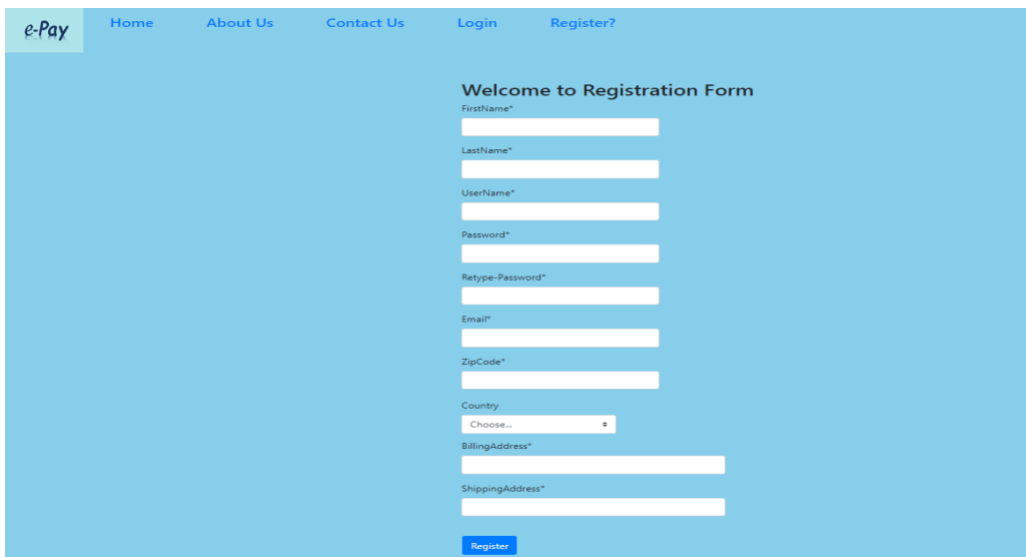 e-Pay Home About Us Contact Us Login Register?
Welcome to Registration Form
FirstName*
LastName*
UserName*
Password*
Retype-Password*
Email*
ZipCode*
Country
Choose...
BillingAddress*
ShippingAddress*
Register